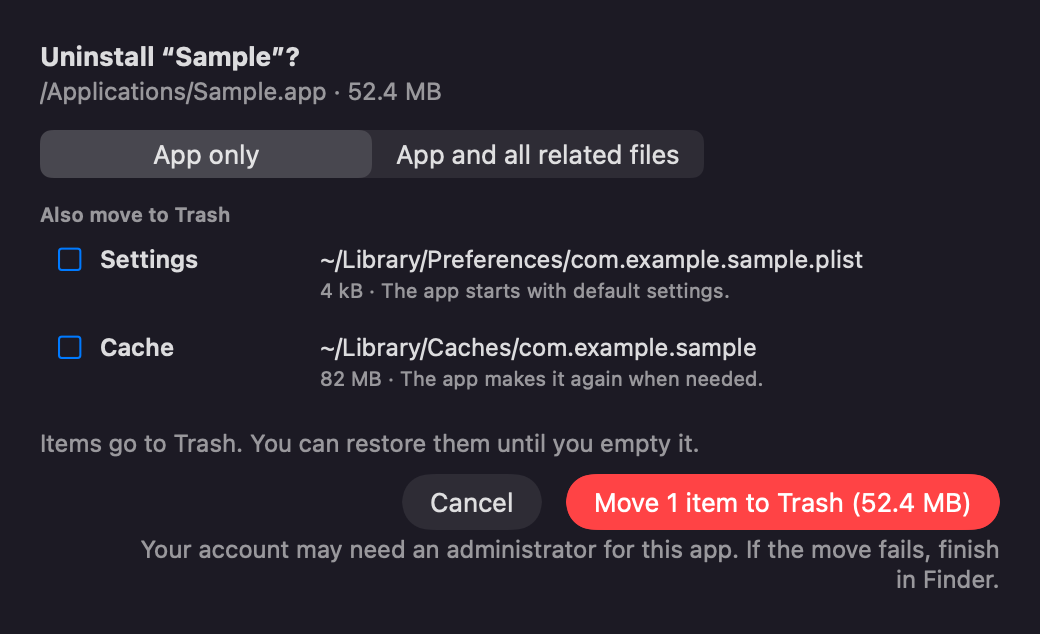 Uninstall “Sample”?
/Applications/Sample.app · 52.4 MB
App only
App and all related files
Also move to Trash
Settings
~/Library/Preferences/com.example.sample.plist
4 kB · The app starts with default settings.
Cache
~/Library/Caches/com.example.sample
82 MB · The app makes it again when needed.
Items go to Trash. You can restore them until you empty it.
Cancel
Move 1 item to Trash (52.4 MB)
Your account may need an administrator for this app. If the move fails, finish
in Finder.